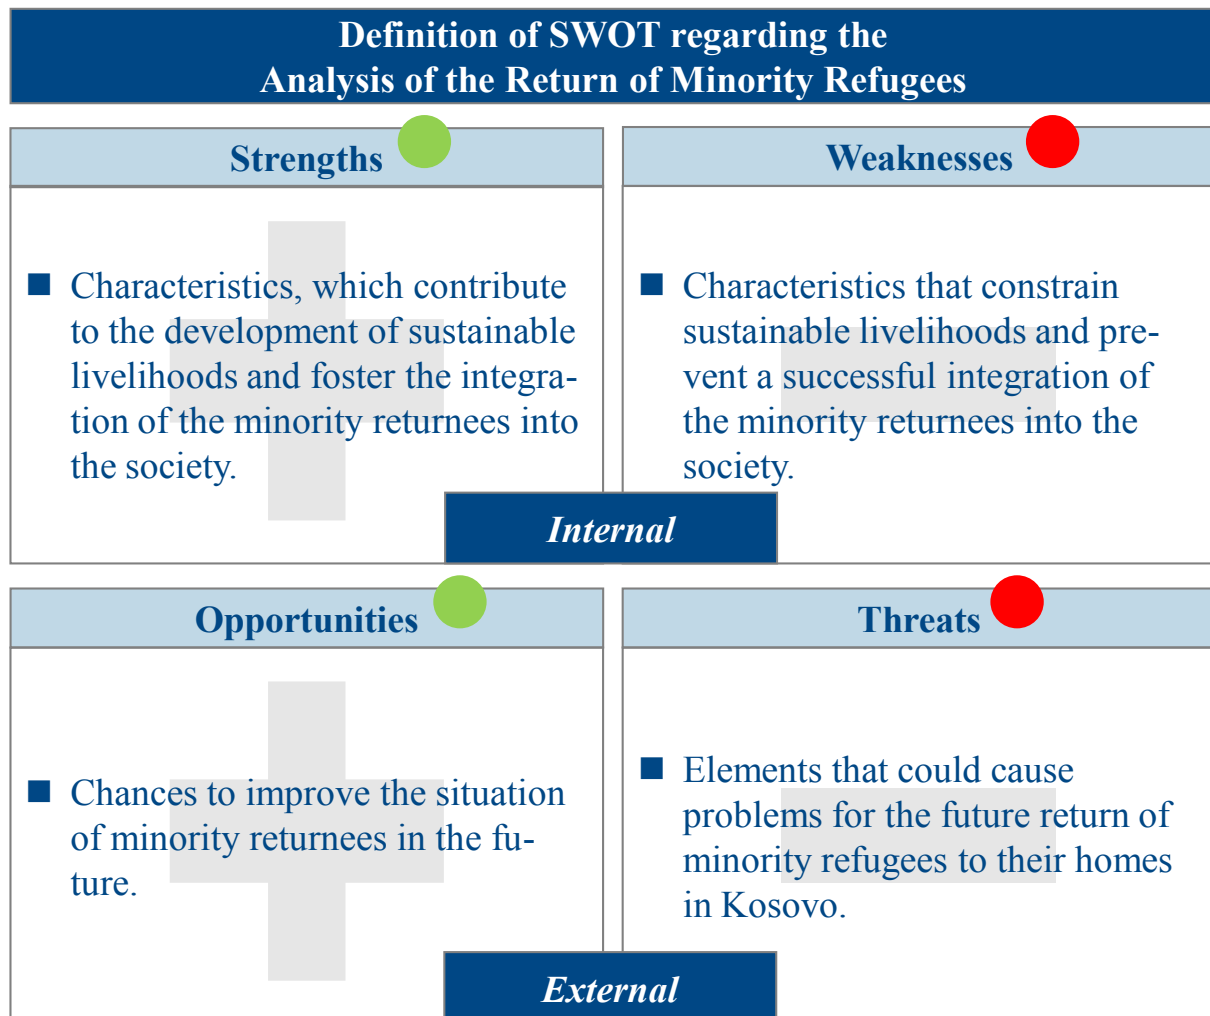 Definition of SWOT regarding the
Analysis of the Return of Minority Refugees
Strengths
■ Characteristics, which contribute
to the development of sustainable
livelihoods and foster the integra-
tion of the minority returnees into
the society.
Weaknesses
■ Characteristics that constrain
sustainable livelihoods and pre-
vent a successful integration of
the minority returnees into the
society.
Internal
Opportunities
■ Chances to improve the situation
of minority returnees in the fu-
ture.
Threats
■ Elements that could cause
problems for the future return of
minority refugees to their homes
in Kosovo.
External